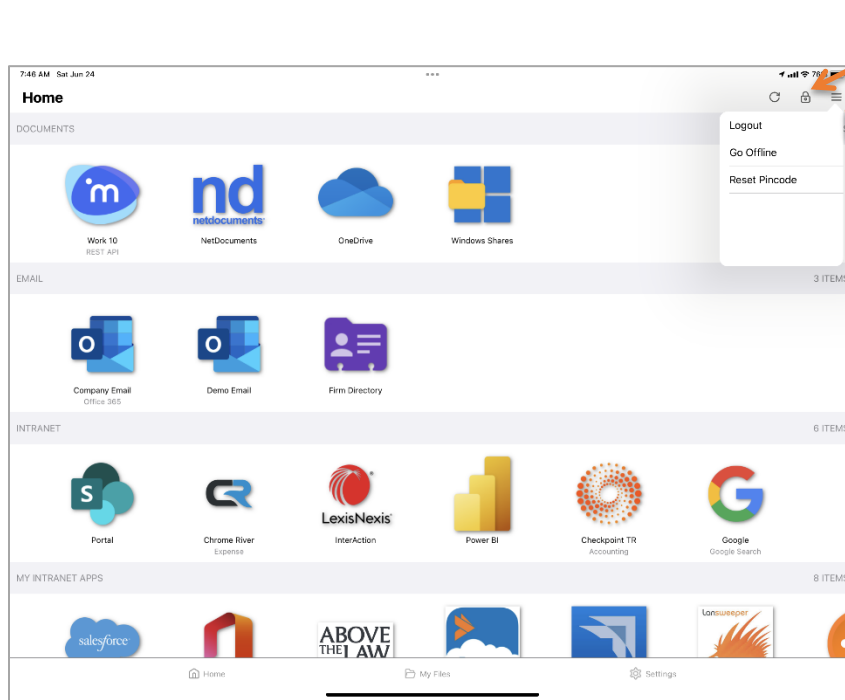 7:46 AM Sat Jun 24
Home
DOCUMENTS
Logout
Go Offline
Reset Pincode
m
nd
netdocuments
Work 10
REST API
NetDocuments
OneDrive
Windows Shares
EMAIL
3 ITEMS
O
O
Company Email
Office 365
Demo Email
Firm Directory
INTRANET
6 ITEMS
S
CR
LexisNexis
G
Portal
Chrome River
Expense
InterAction
Power BI
Checkpoint TR
Accounting
Google
Google Search
MY INTRANET APPS
8 ITEMS
salesforce
ABOVE
THE LAW
Lansweeper
Home
My Files
Settings